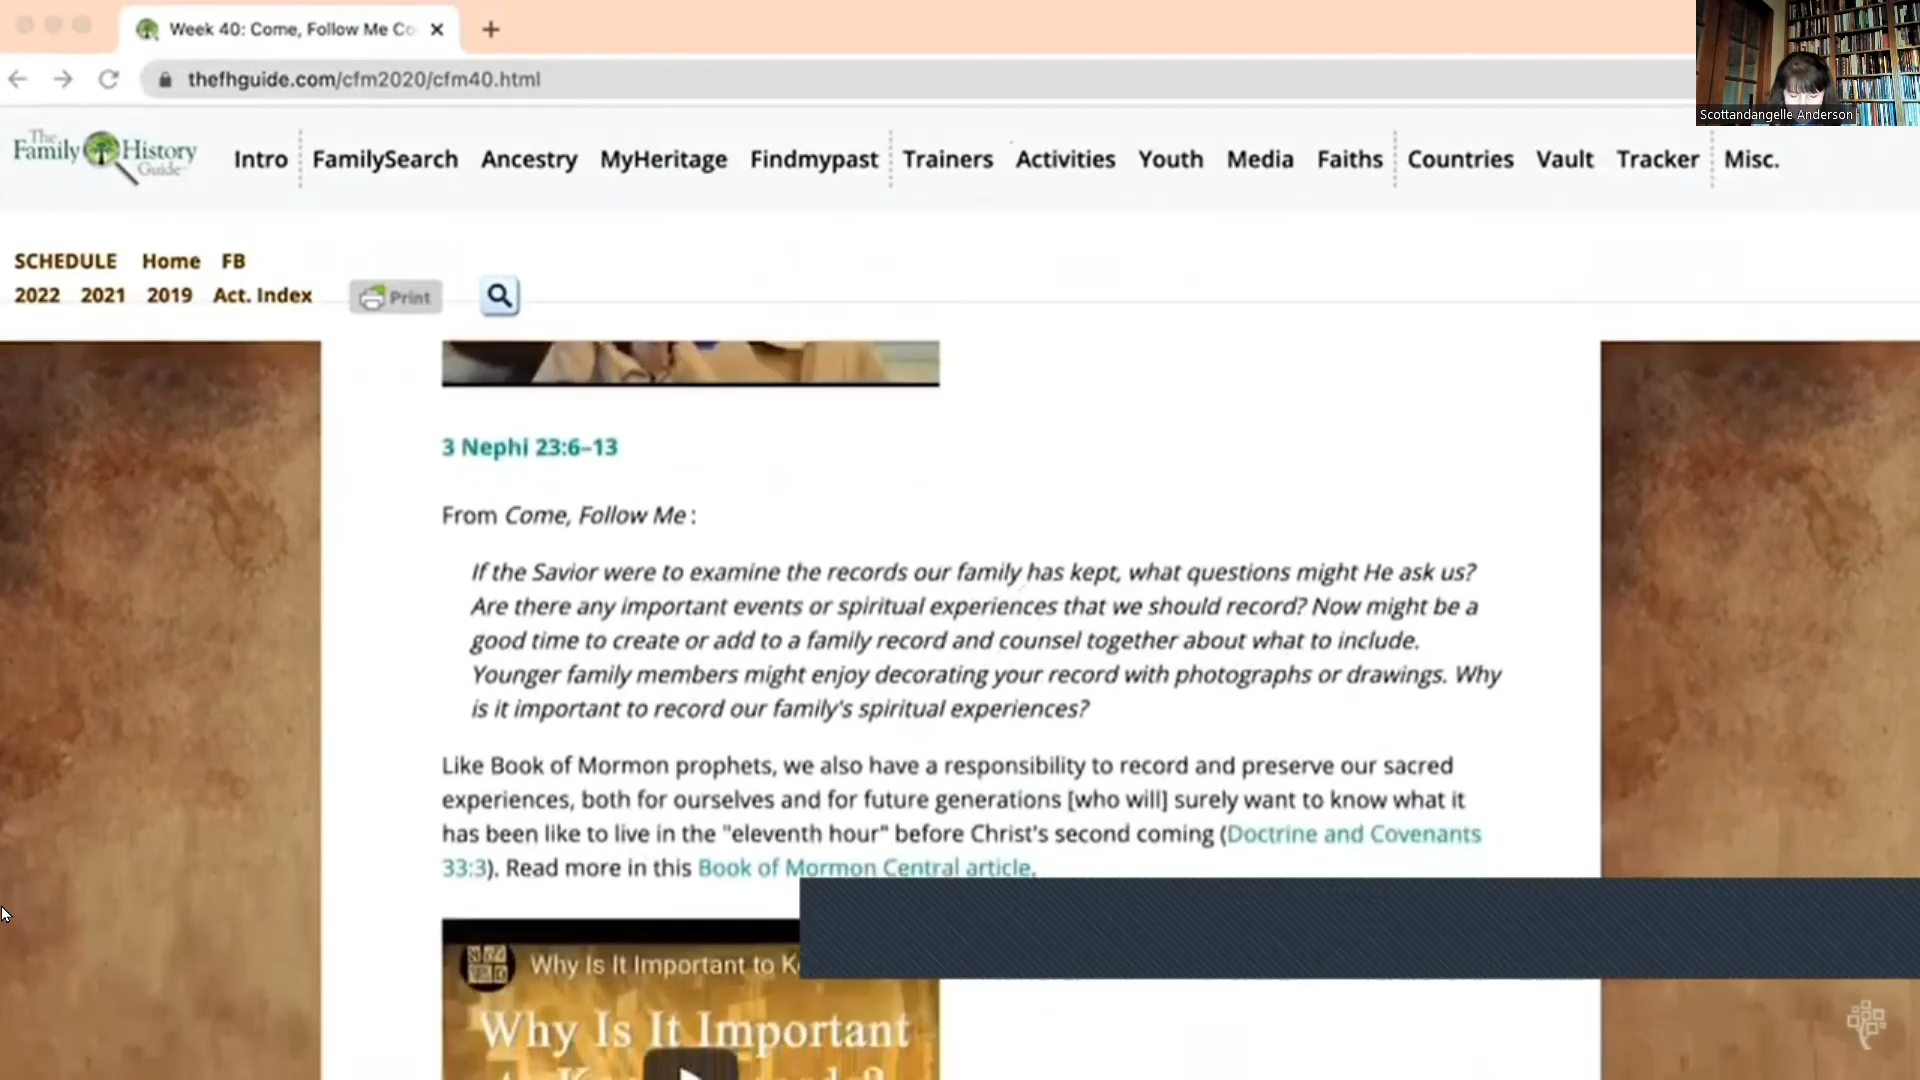 Week 40: Come, Follow Me Co
thefhguide.com/cfm2020/cfm40.html
Scottandangelle Anderson
The Family History Guide
Intro FamilySearch Ancestry MyHeritage Findmypast Trainers Activities Youth Media Faiths Countries Vault Tracker Misc.
SCHEDULE Home FB
2022 2021 2019 Act. Index Print
3 Nephi 23:6–13
From Come, Follow Me :
If the Savior were to examine the records our family has kept, what questions might He ask us?
Are there any important events or spiritual experiences that we should record? Now might be a
good time to create or add to a family record and counsel together about what to include.
Younger family members might enjoy decorating your record with photographs or drawings. Why
is it important to record our family's spiritual experiences?
Like Book of Mormon prophets, we also have a responsibility to record and preserve our sacred
experiences, both for ourselves and for future generations [who will] surely want to know what it
has been like to live in the "eleventh hour" before Christ's second coming (Doctrine and Covenants
33:3). Read more in this Book of Mormon Central article.
Why Is It Important to K
Why Is It Important